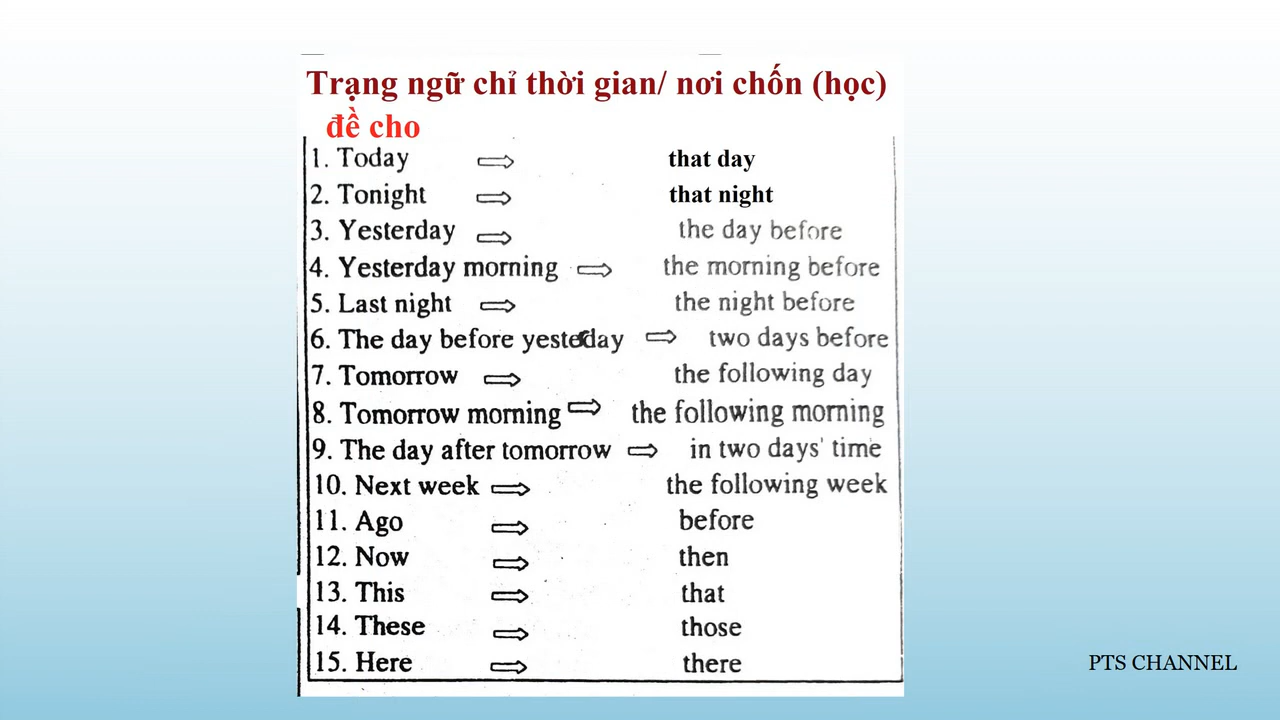 Trạng ngữ chỉ thời gian/ nơi chốn (học)
đề cho
1. Today ⇨ that day
2. Tonight ⇨ that night
3. Yesterday ⇨ the day before
4. Yesterday morning ⇨ the morning before
5. Last night ⇨ the night before
6. The day before yesterday ⇨ two days before
7. Tomorrow ⇨ the following day
8. Tomorrow morning ⇨ the following morning
9. The day after tomorrow ⇨ in two days' time
10. Next week ⇨ the following week
11. Ago ⇨ before
12. Now ⇨ then
13. This ⇨ that
14. These ⇨ those
15. Here ⇨ there
PTS CHANNEL